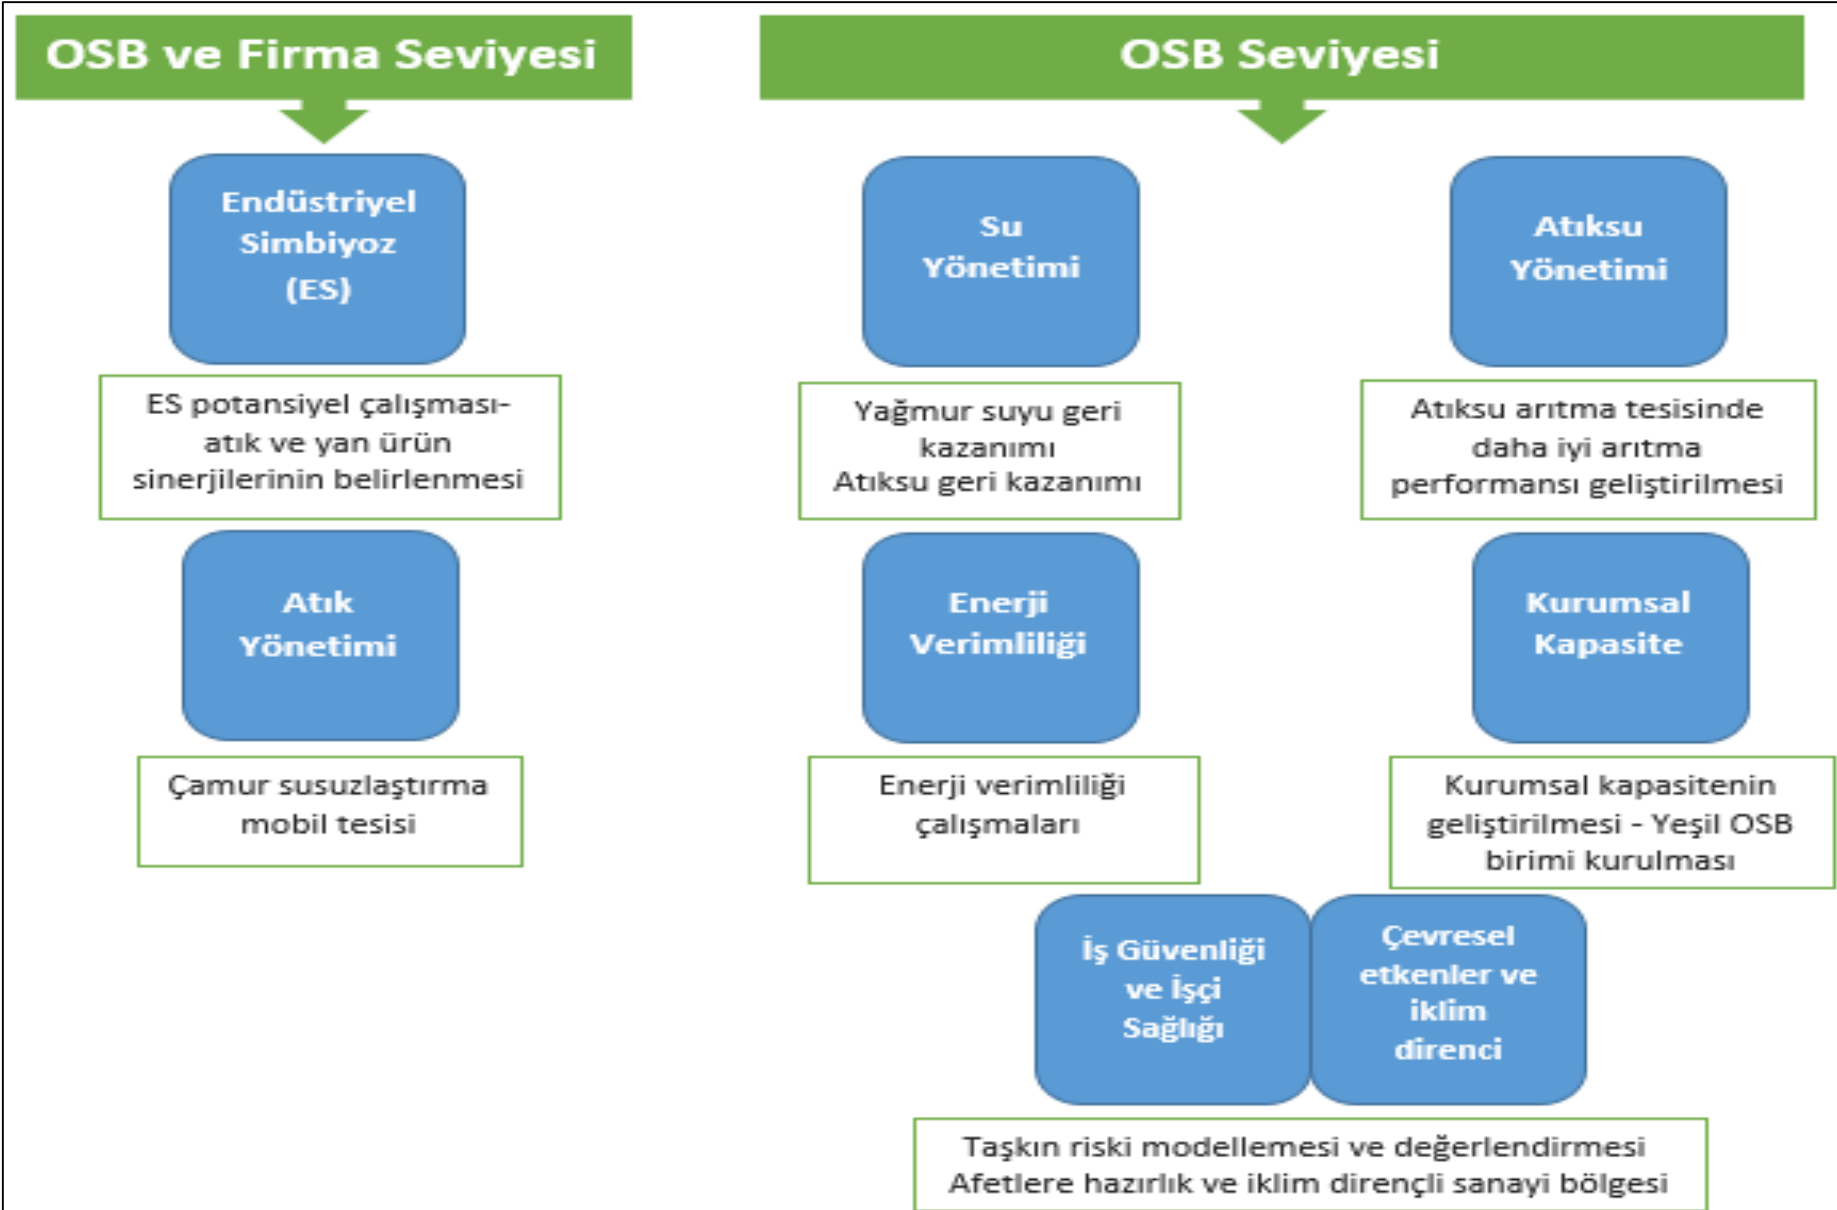 OSB ve Firma Seviyesi
Endüstriyel
Simbiyoz
(ES)
ES potansiyel çalışması-
atık ve yan ürün
sinerjilerinin belirlenmesi
Atık
Yönetimi
Çamur susuzlaştırma
mobil tesisi
OSB Seviyesi
Su
Yönetimi
Yağmur suyu geri
kazanımı
Atıksu geri kazanımı
Atıksu
Yönetimi
Atıksu arıtma tesisinde
daha iyi arıtma
performansı geliştirilmesi
Enerji
Verimliliği
Enerji verimliliği
çalışmaları
Kurumsal
Kapasite
Kurumsal kapasitenin
geliştirilmesi - Yeşil OSB
birimi kurulması
İş Güvenliği
ve İşçi
Sağlığı
Çevresel
etkenler ve
iklim
direnci
Taşkın riski modellemesi ve değerlendirmesi
Afetlere hazırlık ve iklim dirençli sanayi bölgesi